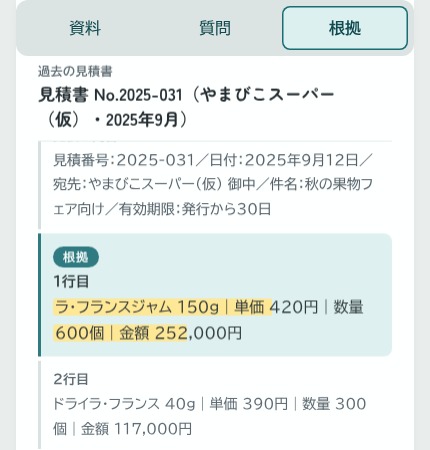 資料
質問
根拠
過去の見積書
見積書 No.2025-031（やまびこスーパー
（仮）・2025年9月）
見積番号：2025-031／日付：2025年9月12日／
宛先：やまびこスーパー(仮) 御中／件名：秋の果物フ
ェア向け／有効期限：発行から30日
根拠
1行目
ラ・フランスジャム 150g｜単価 420円｜数量
600個｜金額 252,000円
2行目
ドライラ・フランス 40g｜単価 390円｜数量 300
個｜金額 117,000円